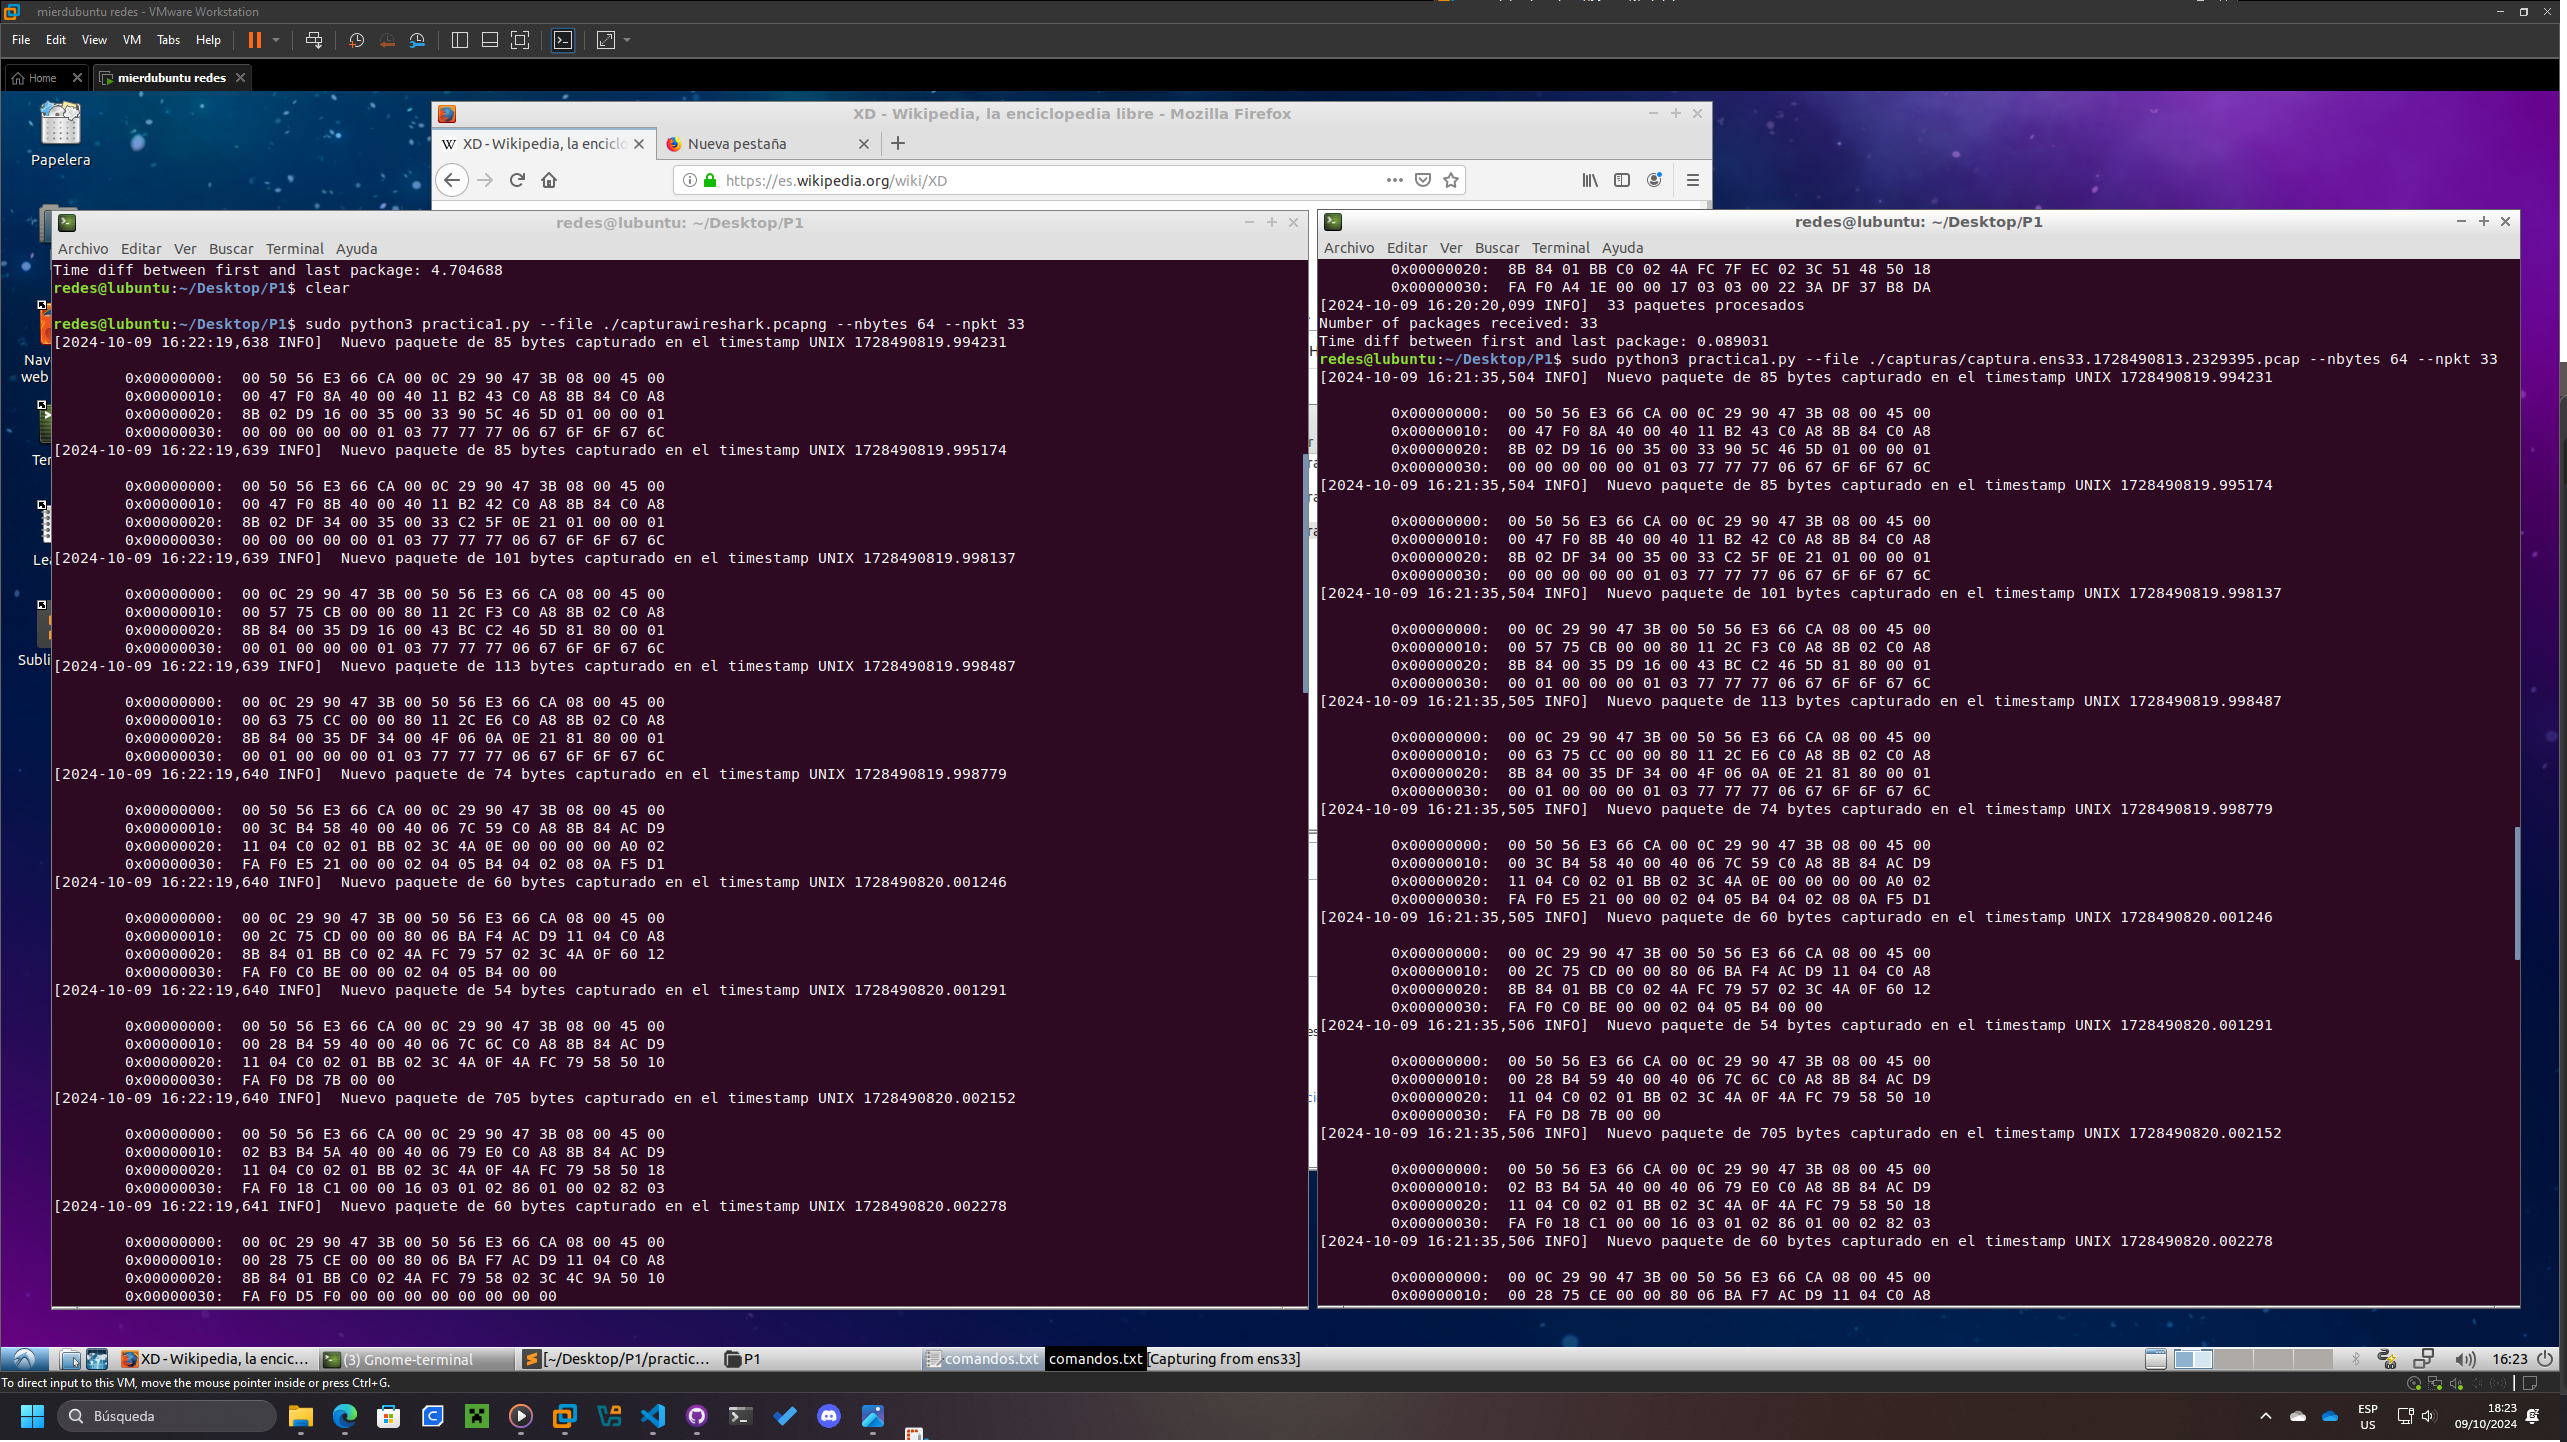 mierdubuntu redes - VMware Workstation
File Edit View VM Tabs Help
Home mierdubuntu redes
XD - Wikipedia, la enciclopedia libre - Mozilla Firefox
XD - Wikipedia, la enciclo Nueva pestaña
https://es.wikipedia.org/wiki/XD
Papelera
Nav
web
Ter
Lea
Subli
redes@lubuntu: ~/Desktop/P1
Archivo Editar Ver Buscar Terminal Ayuda
Time diff between first and last package: 4.704688
redes@lubuntu:~/Desktop/P1$ clear
redes@lubuntu:~/Desktop/P1$ sudo python3 practica1.py --file ./capturawireshark.pcapng --nbytes 64 --npkt 33
[2024-10-09 16:22:19,638 INFO] Nuevo paquete de 85 bytes capturado en el timestamp UNIX 1728490819.994231
0x00000000: 00 50 56 E3 66 CA 00 0C 29 90 47 3B 08 00 45 00
0x00000010: 00 47 F0 8A 40 00 40 11 B2 43 C0 A8 8B 84 C0 A8
0x00000020: 8B 02 D9 16 00 35 00 33 90 5C 46 5D 01 00 00 01
0x00000030: 00 00 00 00 00 01 03 77 77 77 06 67 6F 6F 67 6C
[2024-10-09 16:22:19,639 INFO] Nuevo paquete de 85 bytes capturado en el timestamp UNIX 1728490819.995174
0x00000000: 00 50 56 E3 66 CA 00 0C 29 90 47 3B 08 00 45 00
0x00000010: 00 47 F0 8B 40 00 40 11 B2 42 C0 A8 8B 84 C0 A8
0x00000020: 8B 02 DF 34 00 35 00 33 C2 5F 0E 21 01 00 00 01
0x00000030: 00 00 00 00 00 01 03 77 77 77 06 67 6F 6F 67 6C
[2024-10-09 16:22:19,639 INFO] Nuevo paquete de 101 bytes capturado en el timestamp UNIX 1728490819.998137
0x00000000: 00 0C 29 90 47 3B 00 50 56 E3 66 CA 08 00 45 00
0x00000010: 00 57 75 CB 00 00 80 11 2C F3 C0 A8 8B 02 C0 A8
0x00000020: 8B 84 00 35 D9 16 00 43 BC C2 46 5D 81 80 00 01
0x00000030: 00 01 00 00 00 01 03 77 77 77 06 67 6F 6F 67 6C
[2024-10-09 16:22:19,639 INFO] Nuevo paquete de 113 bytes capturado en el timestamp UNIX 1728490819.998487
0x00000000: 00 0C 29 90 47 3B 00 50 56 E3 66 CA 08 00 45 00
0x00000010: 00 63 75 CC 00 00 80 11 2C E6 C0 A8 8B 02 C0 A8
0x00000020: 8B 84 00 35 DF 34 00 4F 06 0A 0E 21 81 80 00 01
0x00000030: 00 01 00 00 00 01 03 77 77 77 06 67 6F 6F 67 6C
[2024-10-09 16:22:19,640 INFO] Nuevo paquete de 74 bytes capturado en el timestamp UNIX 1728490819.998779
0x00000000: 00 50 56 E3 66 CA 00 0C 29 90 47 3B 08 00 45 00
0x00000010: 00 3C B4 58 40 00 40 06 7C 59 C0 A8 8B 84 AC D9
0x00000020: 11 04 C0 02 01 BB 02 3C 4A 0E 00 00 00 00 A0 02
0x00000030: FA F0 E5 21 00 00 02 04 05 B4 04 02 08 0A F5 D1
[2024-10-09 16:22:19,640 INFO] Nuevo paquete de 60 bytes capturado en el timestamp UNIX 1728490820.001246
0x00000000: 00 0C 29 90 47 3B 00 50 56 E3 66 CA 08 00 45 00
0x00000010: 00 2C 75 CD 00 00 80 06 BA F4 AC D9 11 04 C0 A8
0x00000020: 8B 84 01 BB C0 02 4A FC 79 57 02 3C 4A 0F 60 12
0x00000030: FA F0 C0 BE 00 00 02 04 05 B4 00 00
[2024-10-09 16:22:19,640 INFO] Nuevo paquete de 54 bytes capturado en el timestamp UNIX 1728490820.001291
0x00000000: 00 50 56 E3 66 CA 00 0C 29 90 47 3B 08 00 45 00
0x00000010: 00 28 B4 59 40 00 40 06 7C 6C C0 A8 8B 84 AC D9
0x00000020: 11 04 C0 02 01 BB 02 3C 4A 0F 4A FC 79 58 50 10
0x00000030: FA F0 D8 7B 00 00
[2024-10-09 16:22:19,640 INFO] Nuevo paquete de 705 bytes capturado en el timestamp UNIX 1728490820.002152
0x00000000: 00 50 56 E3 66 CA 00 0C 29 90 47 3B 08 00 45 00
0x00000010: 02 B3 B4 5A 40 00 40 06 79 E0 C0 A8 8B 84 AC D9
0x00000020: 11 04 C0 02 01 BB 02 3C 4A 0F 4A FC 79 58 50 18
0x00000030: FA F0 18 C1 00 00 16 03 01 02 86 01 00 02 82 03
[2024-10-09 16:22:19,641 INFO] Nuevo paquete de 60 bytes capturado en el timestamp UNIX 1728490820.002278
0x00000000: 00 0C 29 90 47 3B 00 50 56 E3 66 CA 08 00 45 00
0x00000010: 00 28 75 CE 00 00 80 06 BA F7 AC D9 11 04 C0 A8
0x00000020: 8B 84 01 BB C0 02 4A FC 79 58 02 3C 4C 9A 50 10
0x00000030: FA F0 D5 F0 00 00 00 00 00 00 00 00
redes@lubuntu: ~/Desktop/P1
Archivo Editar Ver Buscar Terminal Ayuda
0x00000020: 8B 84 01 BB C0 02 4A FC 7F EC 02 3C 51 48 50 18
0x00000030: FA F0 A4 1E 00 00 17 03 03 00 22 3A DF 37 B8 DA
[2024-10-09 16:20:20,099 INFO] 33 paquetes procesados
Number of packages received: 33
Time diff between first and last package: 0.089031
redes@lubuntu:~/Desktop/P1$ sudo python3 practica1.py --file ./capturas/captura.ens33.1728490813.2329395.pcap --nbytes 64 --npkt 33
[2024-10-09 16:21:35,504 INFO] Nuevo paquete de 85 bytes capturado en el timestamp UNIX 1728490819.994231
0x00000000: 00 50 56 E3 66 CA 00 0C 29 90 47 3B 08 00 45 00
0x00000010: 00 47 F0 8A 40 00 40 11 B2 43 C0 A8 8B 84 C0 A8
0x00000020: 8B 02 D9 16 00 35 00 33 90 5C 46 5D 01 00 00 01
0x00000030: 00 00 00 00 00 01 03 77 77 77 06 67 6F 6F 67 6C
[2024-10-09 16:21:35,504 INFO] Nuevo paquete de 85 bytes capturado en el timestamp UNIX 1728490819.995174
0x00000000: 00 50 56 E3 66 CA 00 0C 29 90 47 3B 08 00 45 00
0x00000010: 00 47 F0 8B 40 00 40 11 B2 42 C0 A8 8B 84 C0 A8
0x00000020: 8B 02 DF 34 00 35 00 33 C2 5F 0E 21 01 00 00 01
0x00000030: 00 00 00 00 00 01 03 77 77 77 06 67 6F 6F 67 6C
[2024-10-09 16:21:35,504 INFO] Nuevo paquete de 101 bytes capturado en el timestamp UNIX 1728490819.998137
0x00000000: 00 0C 29 90 47 3B 00 50 56 E3 66 CA 08 00 45 00
0x00000010: 00 57 75 CB 00 00 80 11 2C F3 C0 A8 8B 02 C0 A8
0x00000020: 8B 84 00 35 D9 16 00 43 BC C2 46 5D 81 80 00 01
0x00000030: 00 01 00 00 00 01 03 77 77 77 06 67 6F 6F 67 6C
[2024-10-09 16:21:35,505 INFO] Nuevo paquete de 113 bytes capturado en el timestamp UNIX 1728490819.998487
0x00000000: 00 0C 29 90 47 3B 00 50 56 E3 66 CA 08 00 45 00
0x00000010: 00 63 75 CC 00 00 80 11 2C E6 C0 A8 8B 02 C0 A8
0x00000020: 8B 84 00 35 DF 34 00 4F 06 0A 0E 21 81 80 00 01
0x00000030: 00 01 00 00 00 01 03 77 77 77 06 67 6F 6F 67 6C
[2024-10-09 16:21:35,505 INFO] Nuevo paquete de 74 bytes capturado en el timestamp UNIX 1728490819.998779
0x00000000: 00 50 56 E3 66 CA 00 0C 29 90 47 3B 08 00 45 00
0x00000010: 00 3C B4 58 40 00 40 06 7C 59 C0 A8 8B 84 AC D9
0x00000020: 11 04 C0 02 01 BB 02 3C 4A 0E 00 00 00 00 A0 02
0x00000030: FA F0 E5 21 00 00 02 04 05 B4 04 02 08 0A F5 D1
[2024-10-09 16:21:35,505 INFO] Nuevo paquete de 60 bytes capturado en el timestamp UNIX 1728490820.001246
0x00000000: 00 0C 29 90 47 3B 00 50 56 E3 66 CA 08 00 45 00
0x00000010: 00 2C 75 CD 00 00 80 06 BA F4 AC D9 11 04 C0 A8
0x00000020: 8B 84 01 BB C0 02 4A FC 79 57 02 3C 4A 0F 60 12
0x00000030: FA F0 C0 BE 00 00 02 04 05 B4 00 00
[2024-10-09 16:21:35,506 INFO] Nuevo paquete de 54 bytes capturado en el timestamp UNIX 1728490820.001291
0x00000000: 00 50 56 E3 66 CA 00 0C 29 90 47 3B 08 00 45 00
0x00000010: 00 28 B4 59 40 00 40 06 7C 6C C0 A8 8B 84 AC D9
0x00000020: 11 04 C0 02 01 BB 02 3C 4A 0F 4A FC 79 58 50 10
0x00000030: FA F0 D8 7B 00 00
[2024-10-09 16:21:35,506 INFO] Nuevo paquete de 705 bytes capturado en el timestamp UNIX 1728490820.002152
0x00000000: 00 50 56 E3 66 CA 00 0C 29 90 47 3B 08 00 45 00
0x00000010: 02 B3 B4 5A 40 00 40 06 79 E0 C0 A8 8B 84 AC D9
0x00000020: 11 04 C0 02 01 BB 02 3C 4A 0F 4A FC 79 58 50 18
0x00000030: FA F0 18 C1 00 00 16 03 01 02 86 01 00 02 82 03
[2024-10-09 16:21:35,506 INFO] Nuevo paquete de 60 bytes capturado en el timestamp UNIX 1728490820.002278
0x00000000: 00 0C 29 90 47 3B 00 50 56 E3 66 CA 08 00 45 00
0x00000010: 00 28 75 CE 00 00 80 06 BA F7 AC D9 11 04 C0 A8
XD - Wikipedia, la encic... (3) Gnome-terminal [~/Desktop/P1/practic... P1 comandos.txt comandos.txt [Capturing from ens33] 16:23
To direct input to this VM, move the mouse pointer inside or press Ctrl+G.
Búsqueda ESP US 18:23 09/10/2024